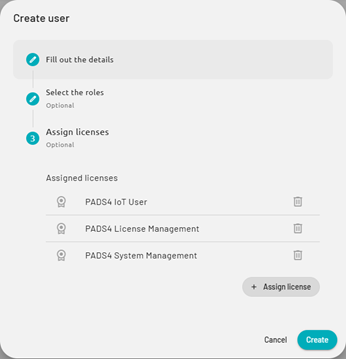 Create user
Fill out the details
Select the roles
Optional
3
Assign licenses
Optional
Assigned licenses
PADS4 IoT User
PADS4 License Management
PADS4 System Management
+ Assign license
Cancel
Create